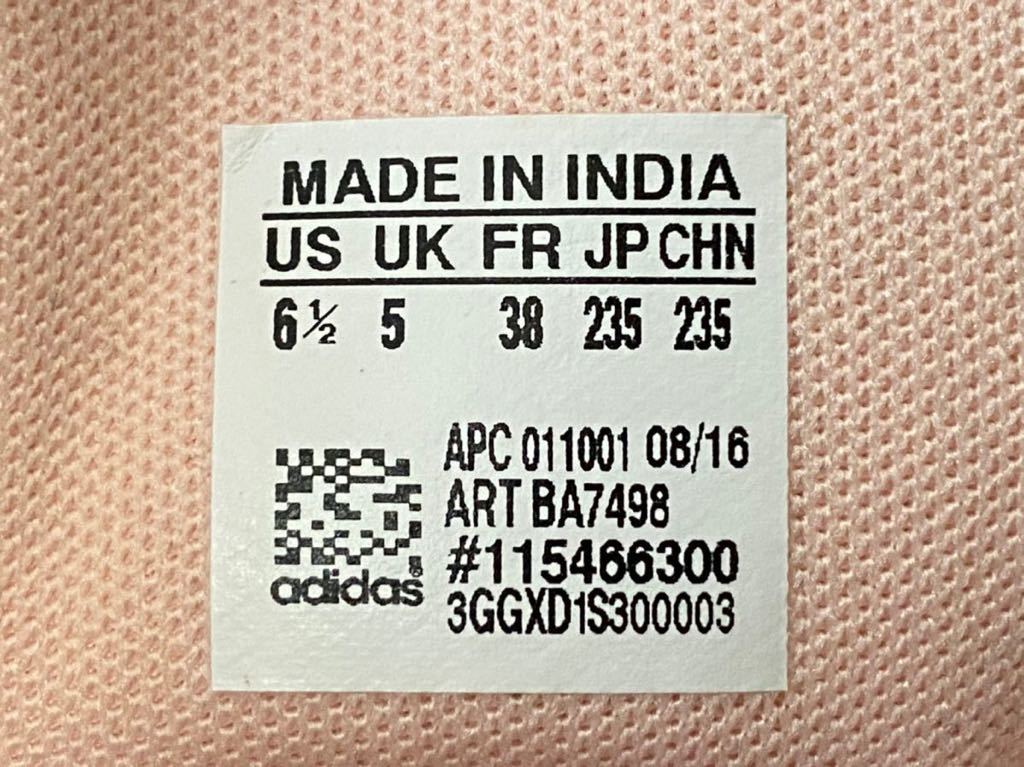 MADE IN INDIA
US UK FR JP CHN
6½ 5 38 235 235
APC 011001 08/16
ART BA7498
#115466300
adidas®
3GGXD1S300003